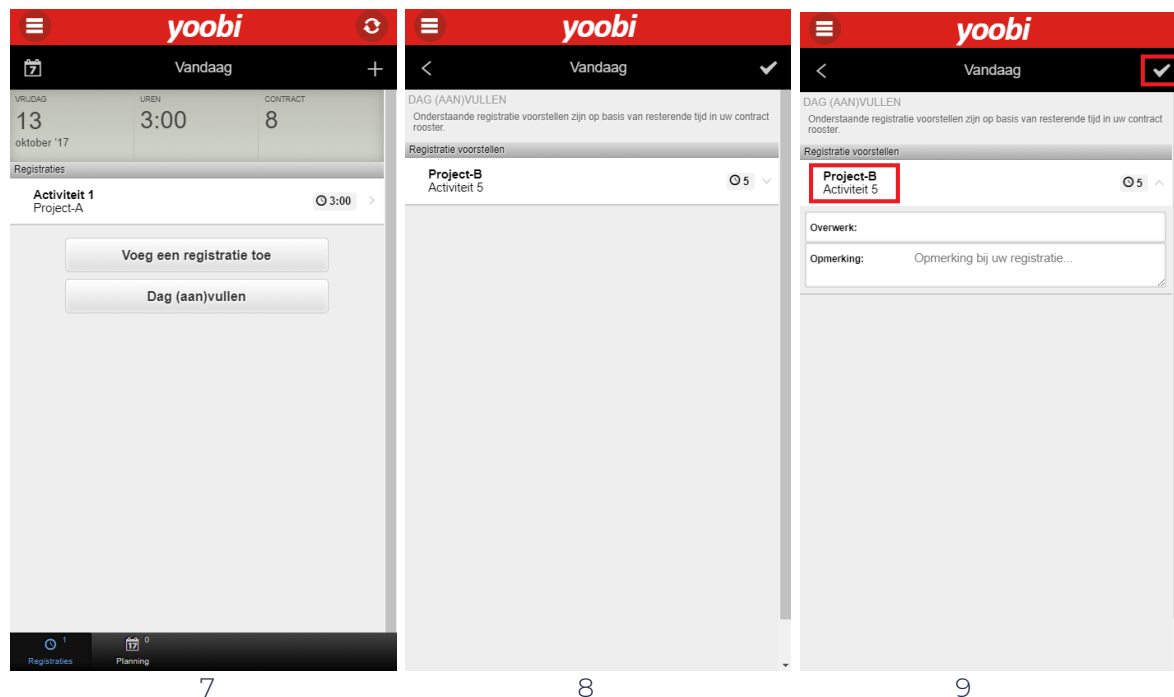 yoobi
Vandaag
VRIJDAG UREN CONTRACT
13 3:00 8
oktober '17
Registraties
Activiteit 1
Project-A
3:00
Voeg een registratie toe
Dag (aan)vullen
1
Registraties
17 0
Planning
7
yoobi
Vandaag
DAG (AAN)VULLEN
Onderstaande registratie voorstellen zijn op basis van resterende tijd in uw contract
rooster.
Registratie voorstellen
Project-B
Activiteit 5
5
8
yoobi
Vandaag
DAG (AAN)VULLEN
Onderstaande registratie voorstellen zijn op basis van resterende tijd in uw contract
rooster.
Registratie voorstellen
Project-B
Activiteit 5
5
Overwerk:
Opmerking: Opmerking bij uw registratie...
9